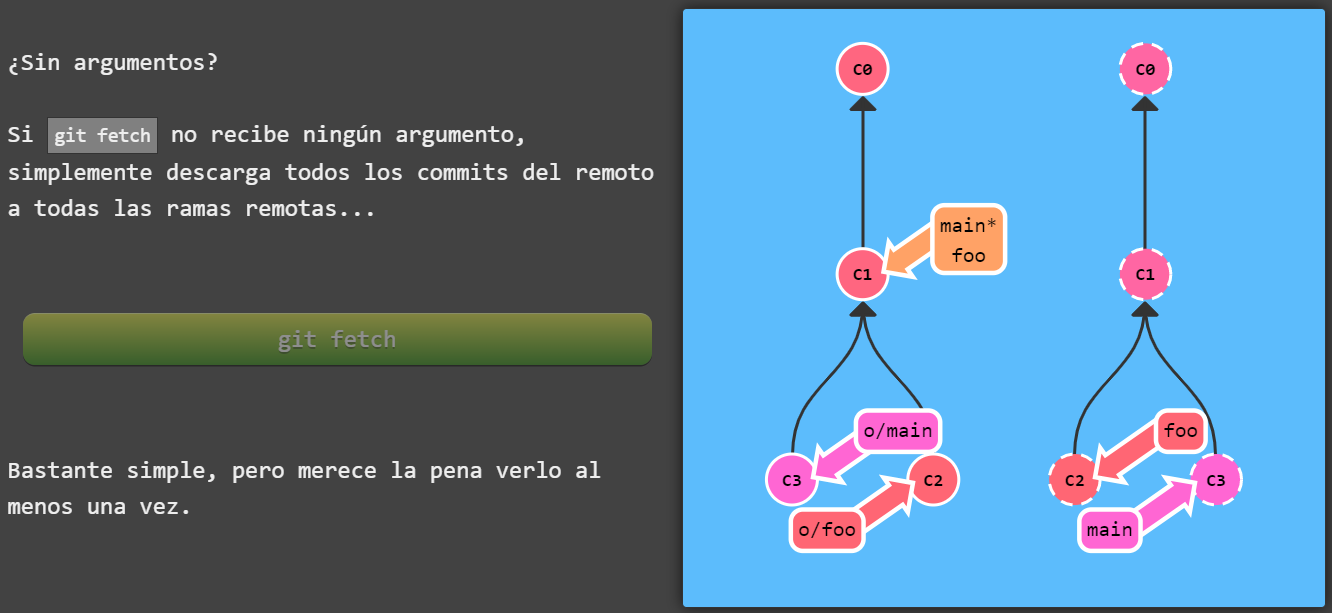 ¿Sin argumentos?
Si git fetch no recibe ningún argumento,
simplemente descarga todos los commits del remoto
a todas las ramas remotas...
git fetch
Bastante simple, pero merece la pena verlo al
menos una vez.
C0
main*
foo
C1
o/main
C3
C2
o/foo
C0
C1
foo
C2
C3
main